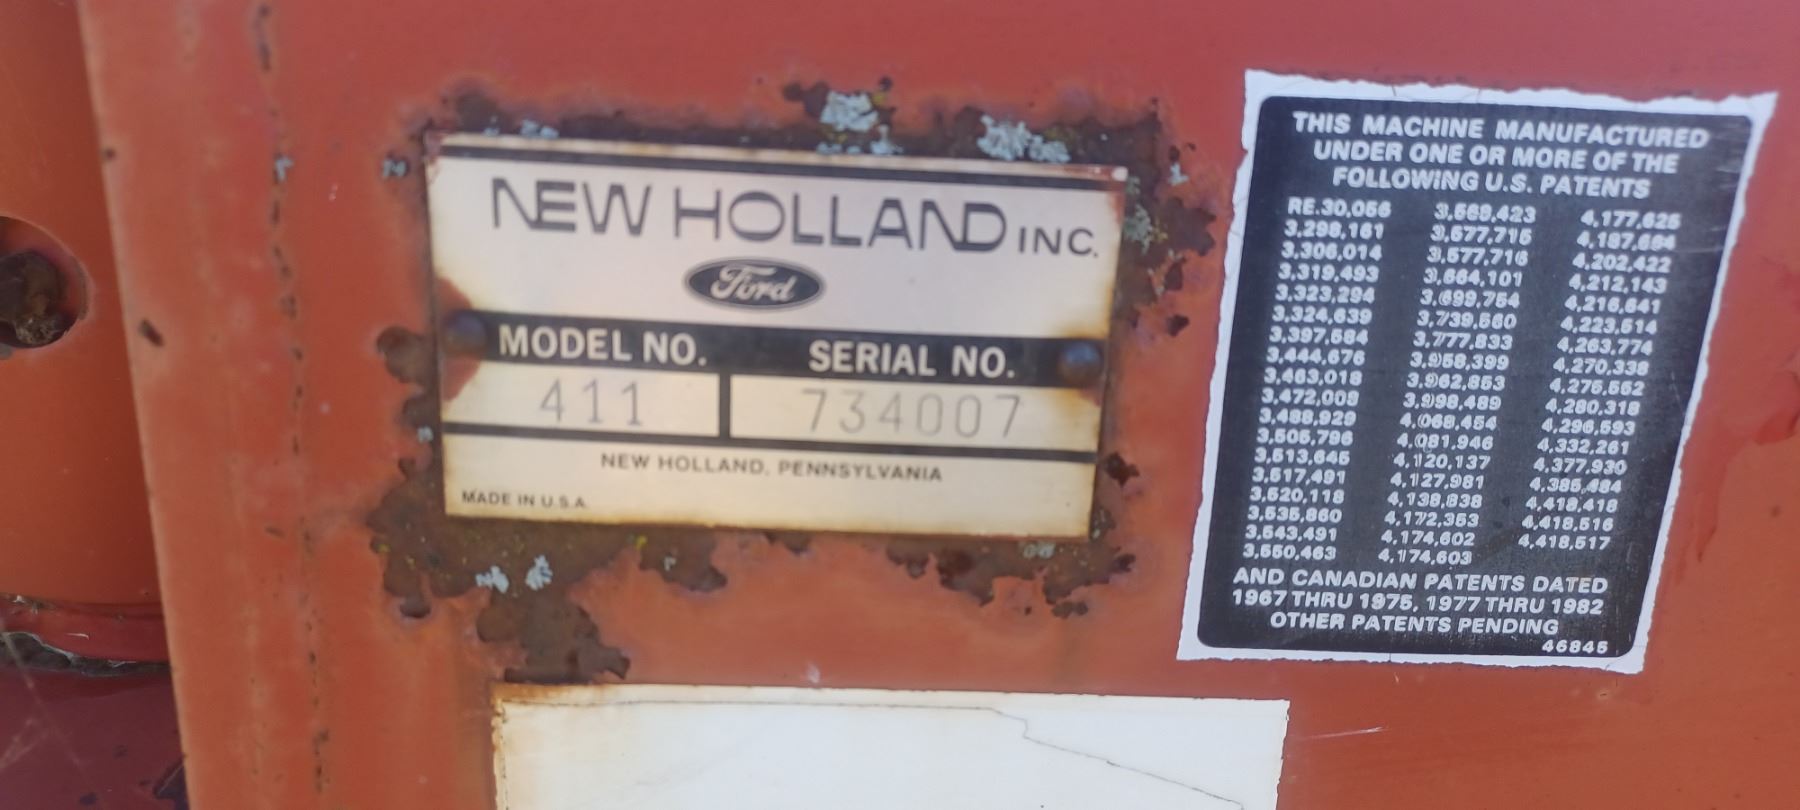 NEW HOLLAND INC.
Ford
MODEL NO. SERIAL NO.
411 734007
NEW HOLLAND, PENNSYLVANIA
MADE IN U.S.A.
THIS MACHINE MANUFACTURED
UNDER ONE OR MORE OF THE
FOLLOWING U.S. PATENTS
RE.30,056 3,569,423 4,177,625
3,298,161 3,577,715 4,187,664
3,306,014 3,577,716 4,202,422
3,319,493 3,664,101 4,212,143
3,323,294 3,699,754 4,216,641
3,324,639 3,739,560 4,223,514
3,397,584 3,777,833 4,263,774
3,444,676 3,958,399 4,270,338
3,463,018 3,962,853 4,275,552
3,472,008 3,998,489 4,280,318
3,488,929 4,068,454 4,296,593
3,505,796 4,081,946 4,332,261
3,513,645 4,120,137 4,377,930
3,517,491 4,127,981 4,385,484
3,520,118 4,138,838 4,418,418
3,535,860 4,172,353 4,418,516
3,543,491 4,174,602 4,418,517
3,550,463 4,174,603
AND CANADIAN PATENTS DATED
1967 THRU 1975, 1977 THRU 1982
OTHER PATENTS PENDING
46845